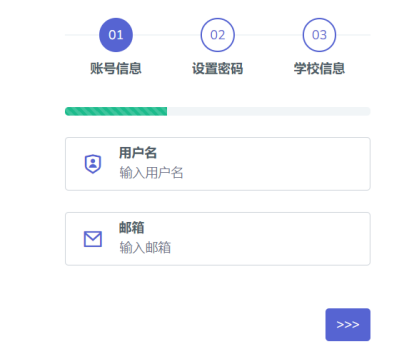 01 02 03
账号信息 设置密码 学校信息
用户名
输入用户名
邮箱
输入邮箱
>>>